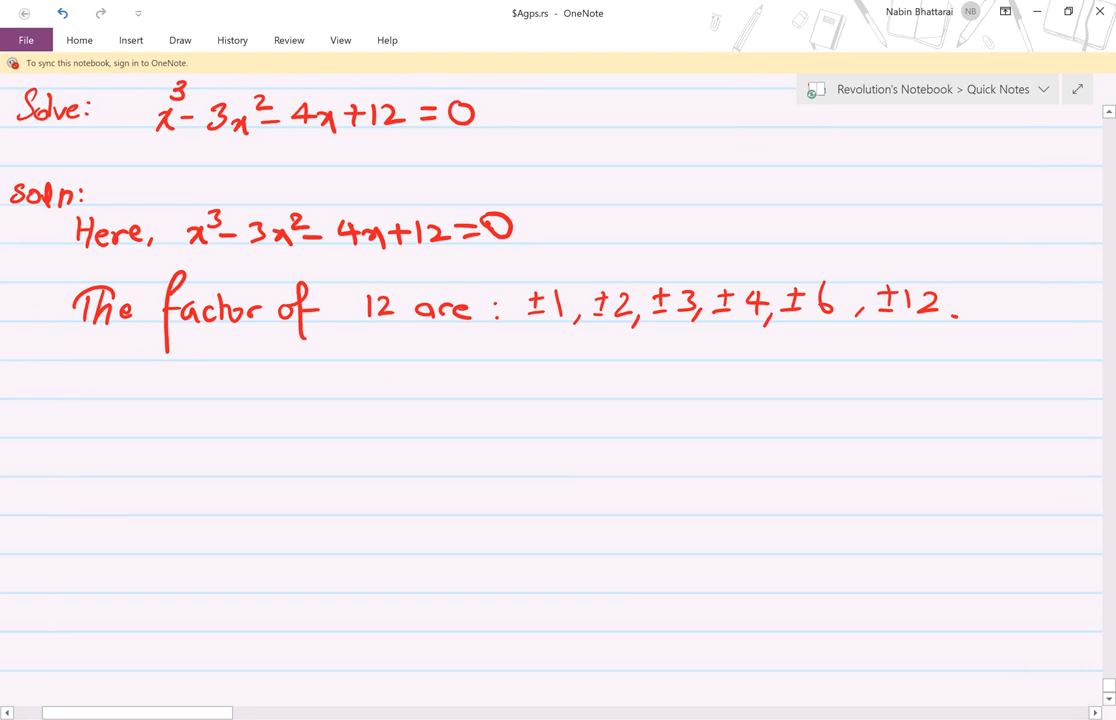 $Agps.rs - OneNote
Nabin Bhattarai NB
File Home Insert Draw History Review View Help
To sync this notebook, sign in to OneNote.
Revolution's Notebook > Quick Notes
Solve: x³ - 3x² - 4x + 12 = 0
Soln:
Here, x³ - 3x² - 4x + 12 = 0
The factor of 12 are : ±1, ±2, ±3, ±4, ±6, ±12.